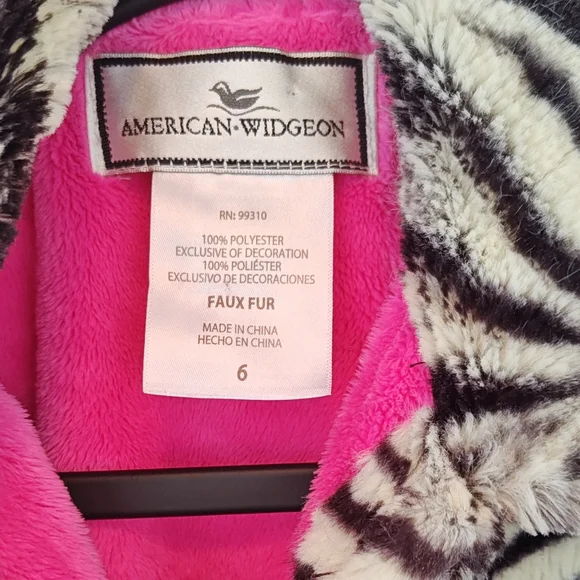 AMERICAN·WIDGEON
RN: 99310
100% POLYESTER
EXCLUSIVE OF DECORATION
100% POLIÉSTER
EXCLUSIVO DE DECORACIONES
FAUX FUR
MADE IN CHINA
HECHO EN CHINA
6